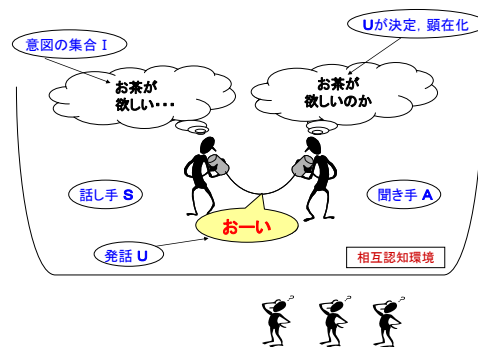 意図の集合 I
Uが決定，顕在化
お茶が
欲しい・・・
お茶が
欲しいのか
話し手 S
聞き手 A
おーい
発話 U
相互認知環境
?
?
?